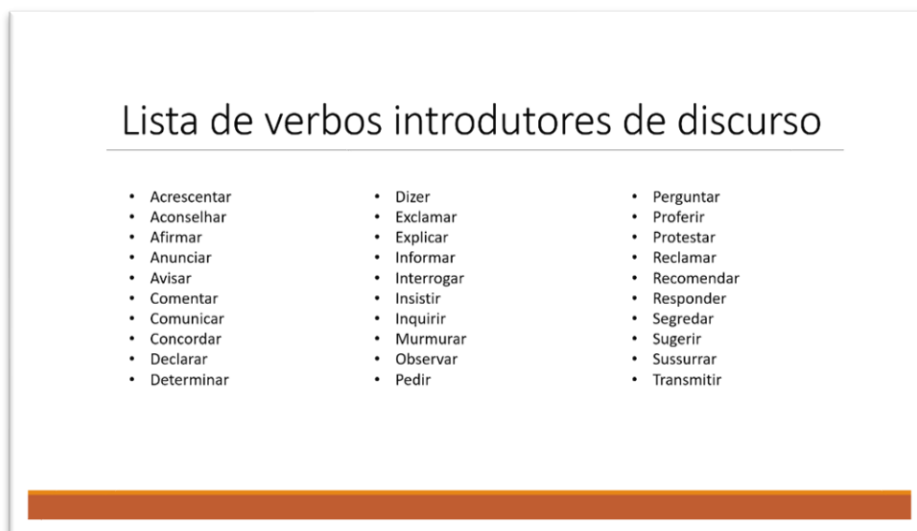 Lista de verbos introdutores de discurso
• Acrescentar
• Aconselhar
• Afirmar
• Anunciar
• Avisar
• Comentar
• Comunicar
• Concordar
• Declarar
• Determinar
• Dizer
• Exclamar
• Explicar
• Informar
• Interrogar
• Insistir
• Inquirir
• Murmurar
• Observar
• Pedir
• Perguntar
• Proferir
• Protestar
• Reclamar
• Recomendar
• Responder
• Segredar
• Sugerir
• Sussurrar
• Transmitir